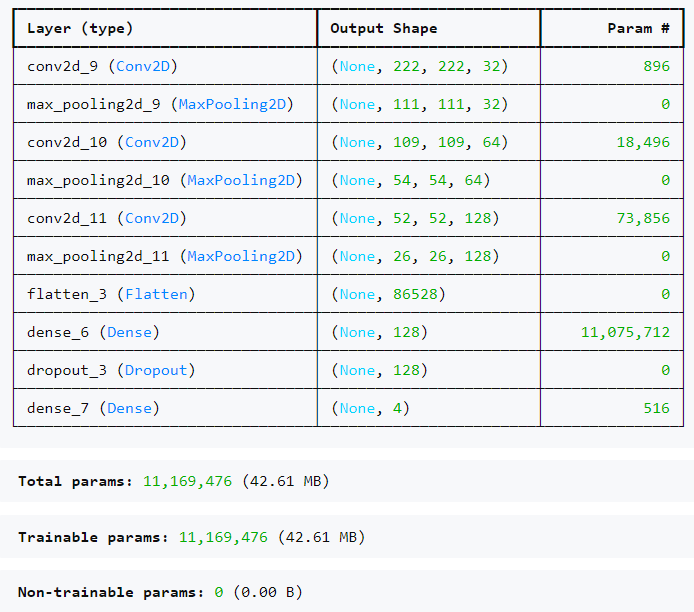 Layer (type) Output Shape Param #
conv2d_9 (Conv2D) (None, 222, 222, 32) 896
max_pooling2d_9 (MaxPooling2D) (None, 111, 111, 32) 0
conv2d_10 (Conv2D) (None, 109, 109, 64) 18,496
max_pooling2d_10 (MaxPooling2D) (None, 54, 54, 64) 0
conv2d_11 (Conv2D) (None, 52, 52, 128) 73,856
max_pooling2d_11 (MaxPooling2D) (None, 26, 26, 128) 0
flatten_3 (Flatten) (None, 86528) 0
dense_6 (Dense) (None, 128) 11,075,712
dropout_3 (Dropout) (None, 128) 0
dense_7 (Dense) (None, 4) 516
Total params: 11,169,476 (42.61 MB)
Trainable params: 11,169,476 (42.61 MB)
Non-trainable params: 0 (0.00 B)